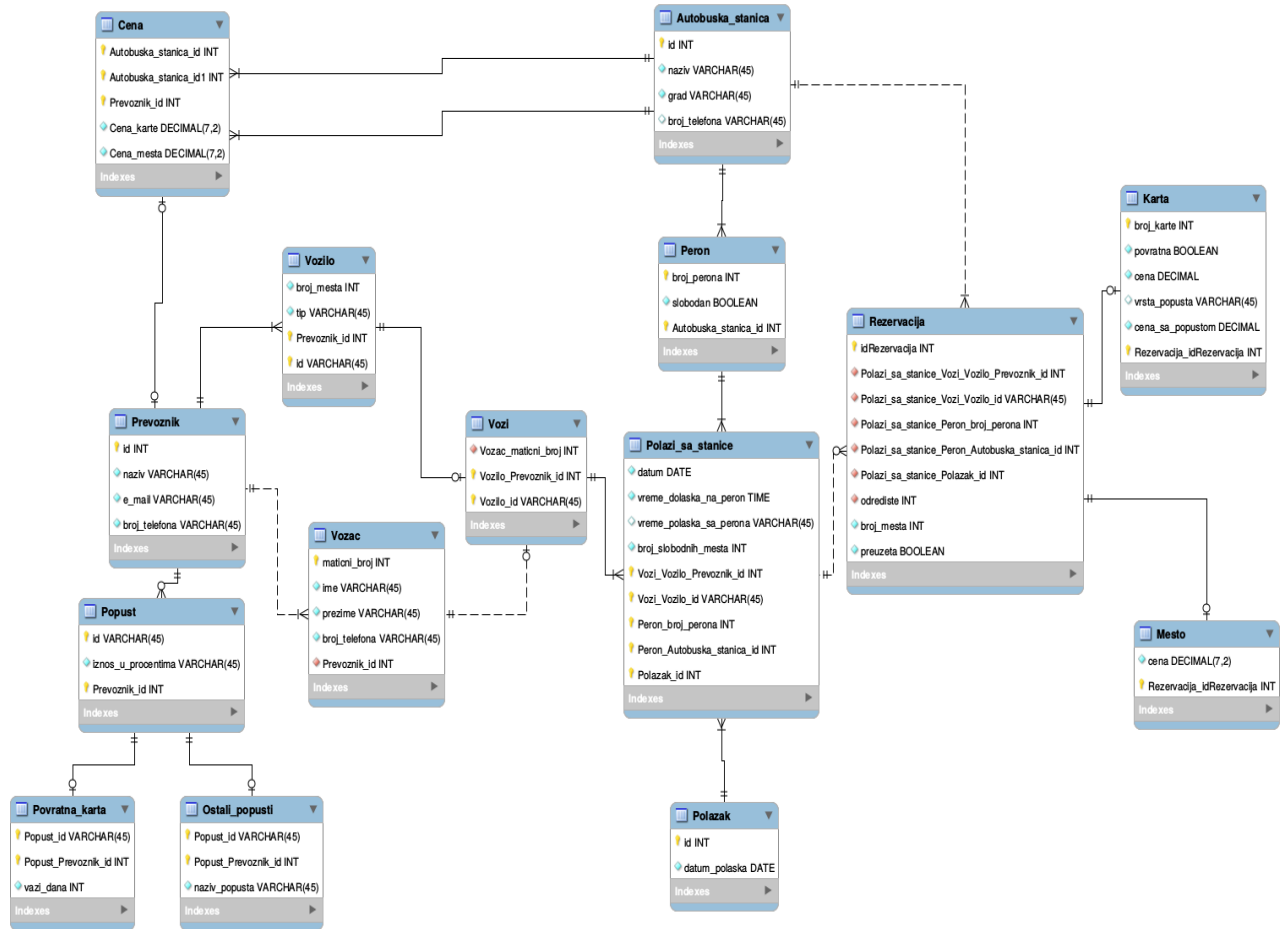 Cena
Autobuska_stanica_id INT
Autobuska_stanica_id1 INT
Prevoznik_id INT
Cena_karte DECIMAL(7,2)
Cena_mesta DECIMAL(7,2)
Indexes
Autobuska_stanica
id INT
naziv VARCHAR(45)
grad VARCHAR(45)
broj_telefona VARCHAR(45)
Indexes
Karta
broj_karte INT
povratna BOOLEAN
cena DECIMAL
vrsta_popusta VARCHAR(45)
cena_sa_popustom DECIMAL
Rezervacija_idRezervacija INT
Indexes
Vozilo
broj_mesta INT
tip VARCHAR(45)
Prevoznik_id INT
id VARCHAR(45)
Indexes
Peron
broj_perona INT
slobodan BOOLEAN
Autobuska_stanica_id INT
Indexes
Rezervacija
idRezervacija INT
Polazi_sa_stanice_Vozi_Vozilo_Prevoznik_id INT
Polazi_sa_stanice_Vozi_Vozilo_id VARCHAR(45)
Polazi_sa_stanice_Peron_broj_perona INT
Polazi_sa_stanice_Peron_Autobuska_stanica_id INT
Polazi_sa_stanice_Polazak_id INT
odrediste INT
broj_mesta INT
preuzeta BOOLEAN
Indexes
Prevoznik
id INT
naziv VARCHAR(45)
e_mail VARCHAR(45)
broj_telefona VARCHAR(45)
Indexes
Vozi
Vozac_maticni_broj INT
Vozilo_Prevoznik_id INT
Vozilo_id VARCHAR(45)
Indexes
Polazi_sa_stanice
datum DATE
vreme_dolaska_na_peron TIME
vreme_polaska_sa_perona VARCHAR(45)
broj_slobodnih_mesta INT
Vozi_Vozilo_Prevoznik_id INT
Vozi_Vozilo_id VARCHAR(45)
Peron_broj_perona INT
Peron_Autobuska_stanica_id INT
Polazak_id INT
Indexes
Vozac
maticni_broj INT
ime VARCHAR(45)
prezime VARCHAR(45)
broj_telefona VARCHAR(45)
Prevoznik_id INT
Indexes
Popust
id VARCHAR(45)
iznos_u_procentima VARCHAR(45)
Prevoznik_id INT
Indexes
Mesto
cena DECIMAL(7,2)
Rezervacija_idRezervacija INT
Indexes
Povratna_karta
Popust_id VARCHAR(45)
Popust_Prevoznik_id INT
vazi_dana INT
Indexes
Ostali_popusti
Popust_id VARCHAR(45)
Popust_Prevoznik_id INT
naziv_popusta VARCHAR(45)
Indexes
Polazak
id INT
datum_polaska DATE
Indexes